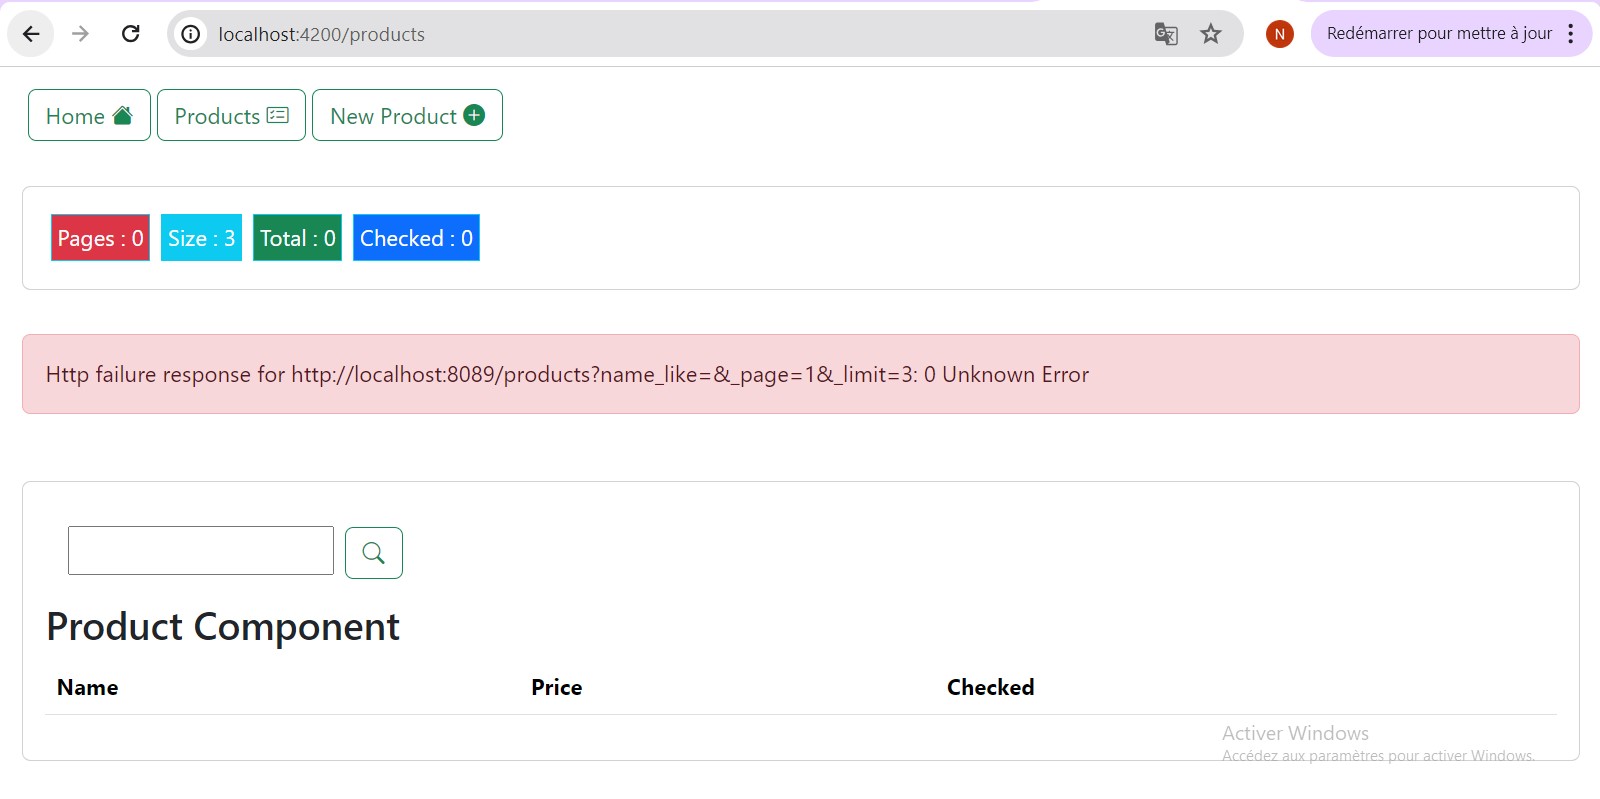 localhost:4200/products
N
Redémarrer pour mettre à jour
Home
Products
New Product
Pages : 0
Size : 3
Total : 0
Checked : 0
Http failure response for http://localhost:8089/products?name_like=&_page=1&_limit=3: 0 Unknown Error
Product Component
Name Price Checked
Activer Windows
Accédez aux paramètres pour activer Windows.